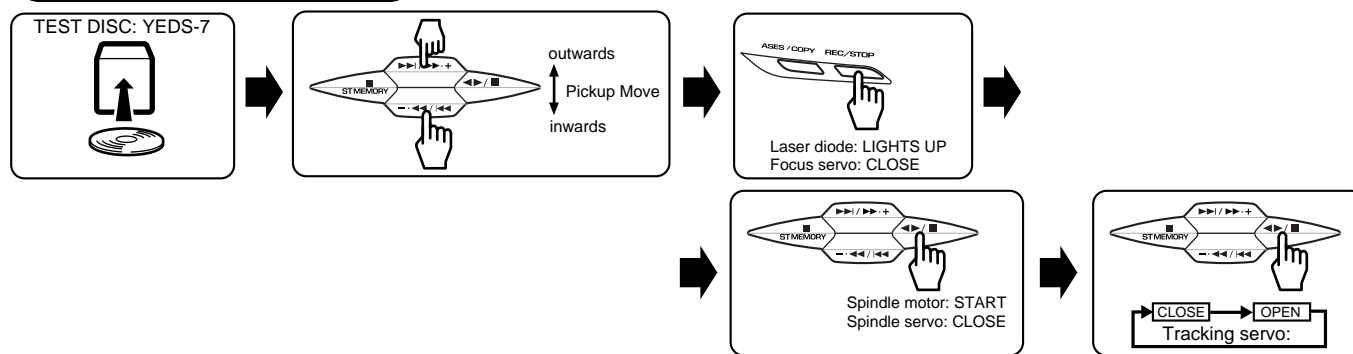 TEST DISC: YEDS-7
▶▶I / ▶▶·+
■
ST MEMORY
◀▶/■
−·◀◀/I◀◀
outwards
Pickup Move
inwards
ASES / COPY REC/STOP
Laser diode: LIGHTS UP
Focus servo: CLOSE
▶▶I / ▶▶·+
■
ST MEMORY
◀▶/■
−·◀◀/I◀◀
Spindle motor: START
Spindle servo: CLOSE
▶▶I / ▶▶·+
■
ST MEMORY
◀▶/■
−·◀◀/I◀◀
CLOSE OPEN
Tracking servo: